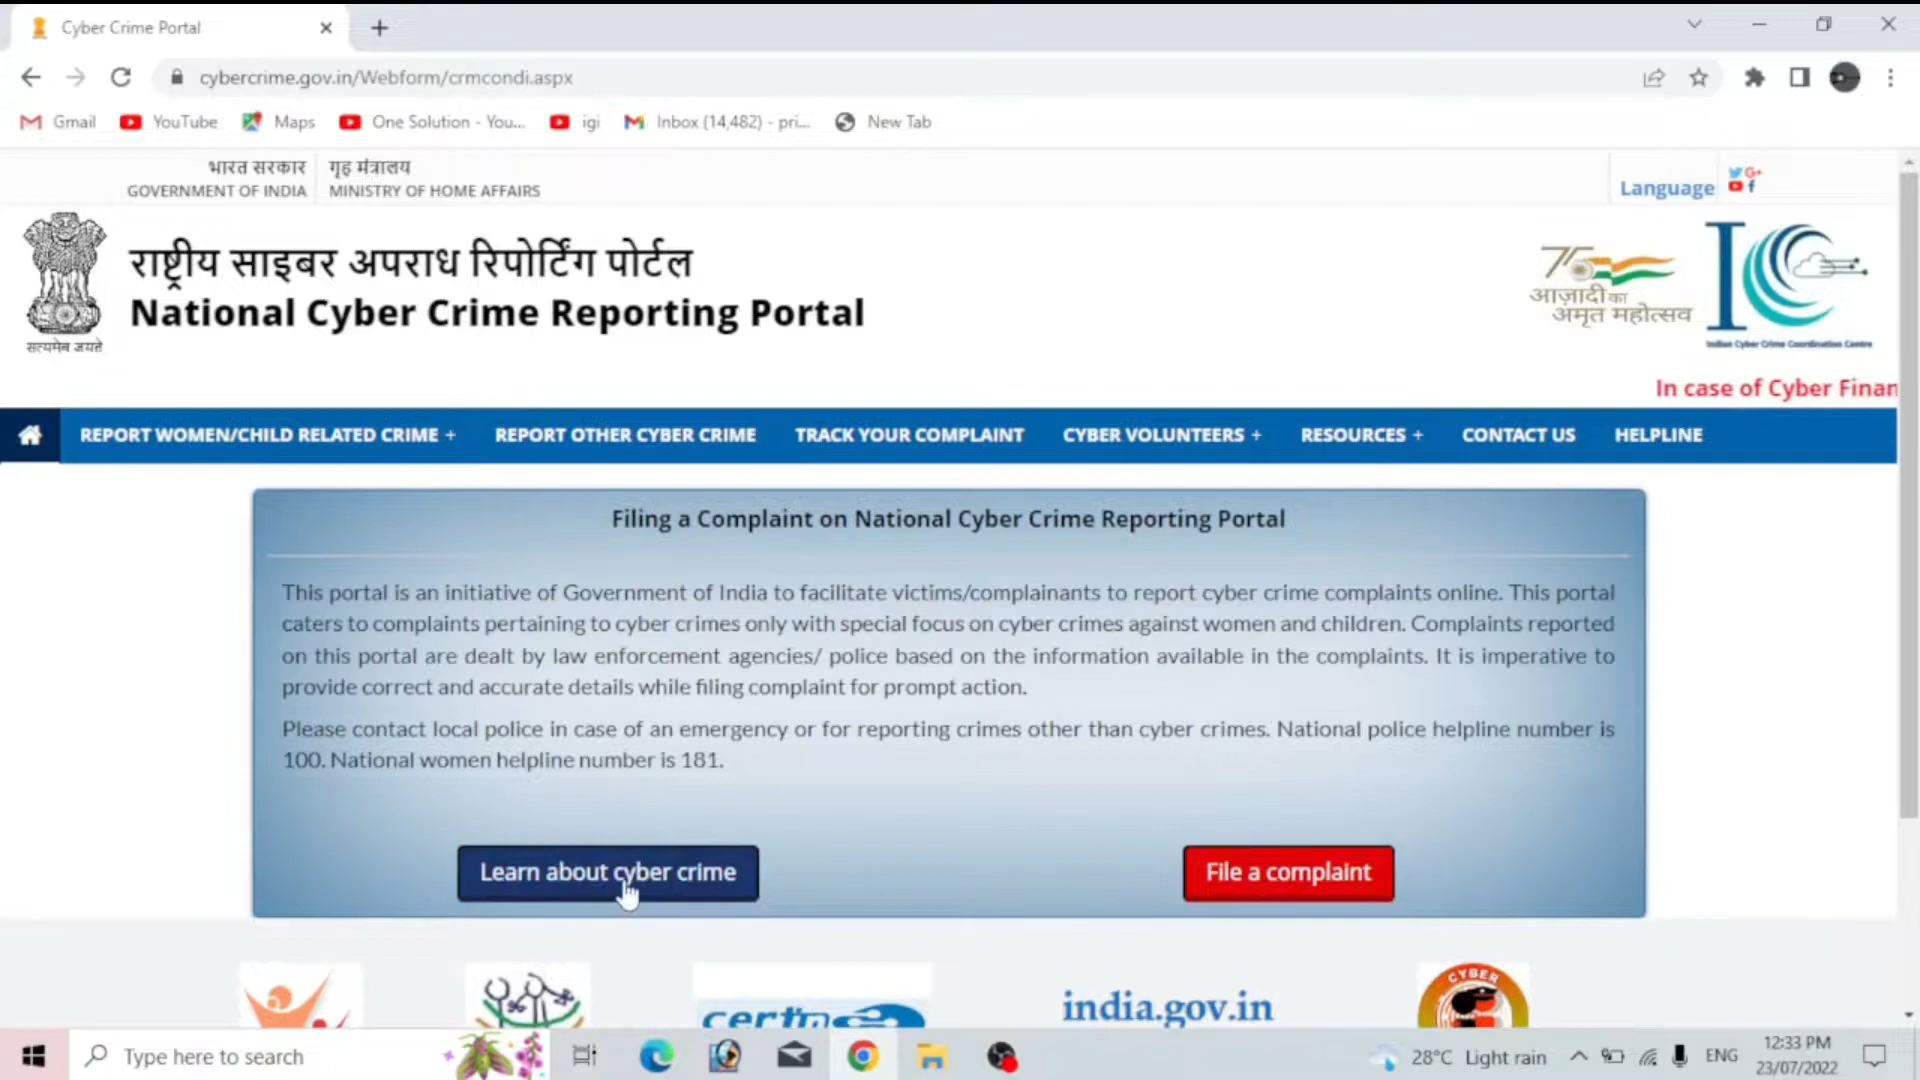 Cyber Crime Portal
cybercrime.gov.in/Webform/crmcondi.aspx
Gmail YouTube Maps One Solution - You... igi Inbox (14,482) - pri... New Tab
भारत सरकार गृह मंत्रालय
GOVERNMENT OF INDIA MINISTRY OF HOME AFFAIRS
Language
राष्ट्रीय साइबर अपराध रिपोर्टिंग पोर्टल
National Cyber Crime Reporting Portal
सत्यमेव जयते
आज़ादी का
अमृत महोत्सव
Indian Cyber Crime Coordination Centre
In case of Cyber Finan
REPORT WOMEN/CHILD RELATED CRIME + REPORT OTHER CYBER CRIME TRACK YOUR COMPLAINT CYBER VOLUNTEERS + RESOURCES + CONTACT US HELPLINE
Filing a Complaint on National Cyber Crime Reporting Portal
This portal is an initiative of Government of India to facilitate victims/complainants to report cyber crime complaints online. This portal
caters to complaints pertaining to cyber crimes only with special focus on cyber crimes against women and children. Complaints reported
on this portal are dealt by law enforcement agencies/ police based on the information available in the complaints. It is imperative to
provide correct and accurate details while filing complaint for prompt action.
Please contact local police in case of an emergency or for reporting crimes other than cyber crimes. National police helpline number is
100. National women helpline number is 181.
Learn about cyber crime File a complaint
india.gov.in
CYBER
Type here to search
28°C Light rain
ENG
12:33 PM
23/07/2022